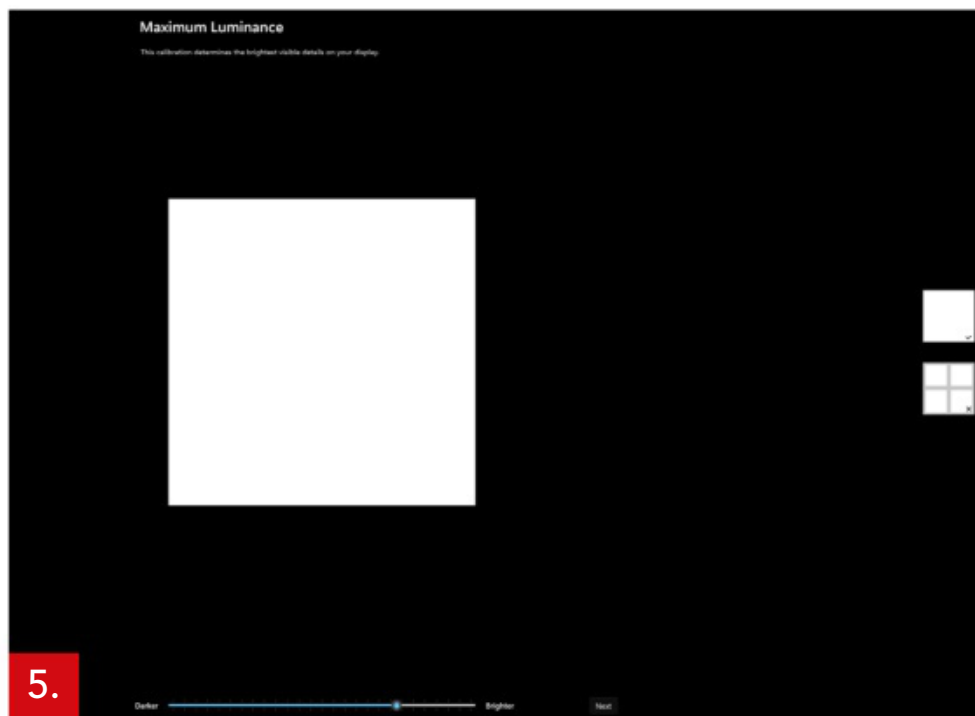 Maximum Luminance
This calibration determines the brightest visible details on your display.
5.
Darker
Brighter
Next